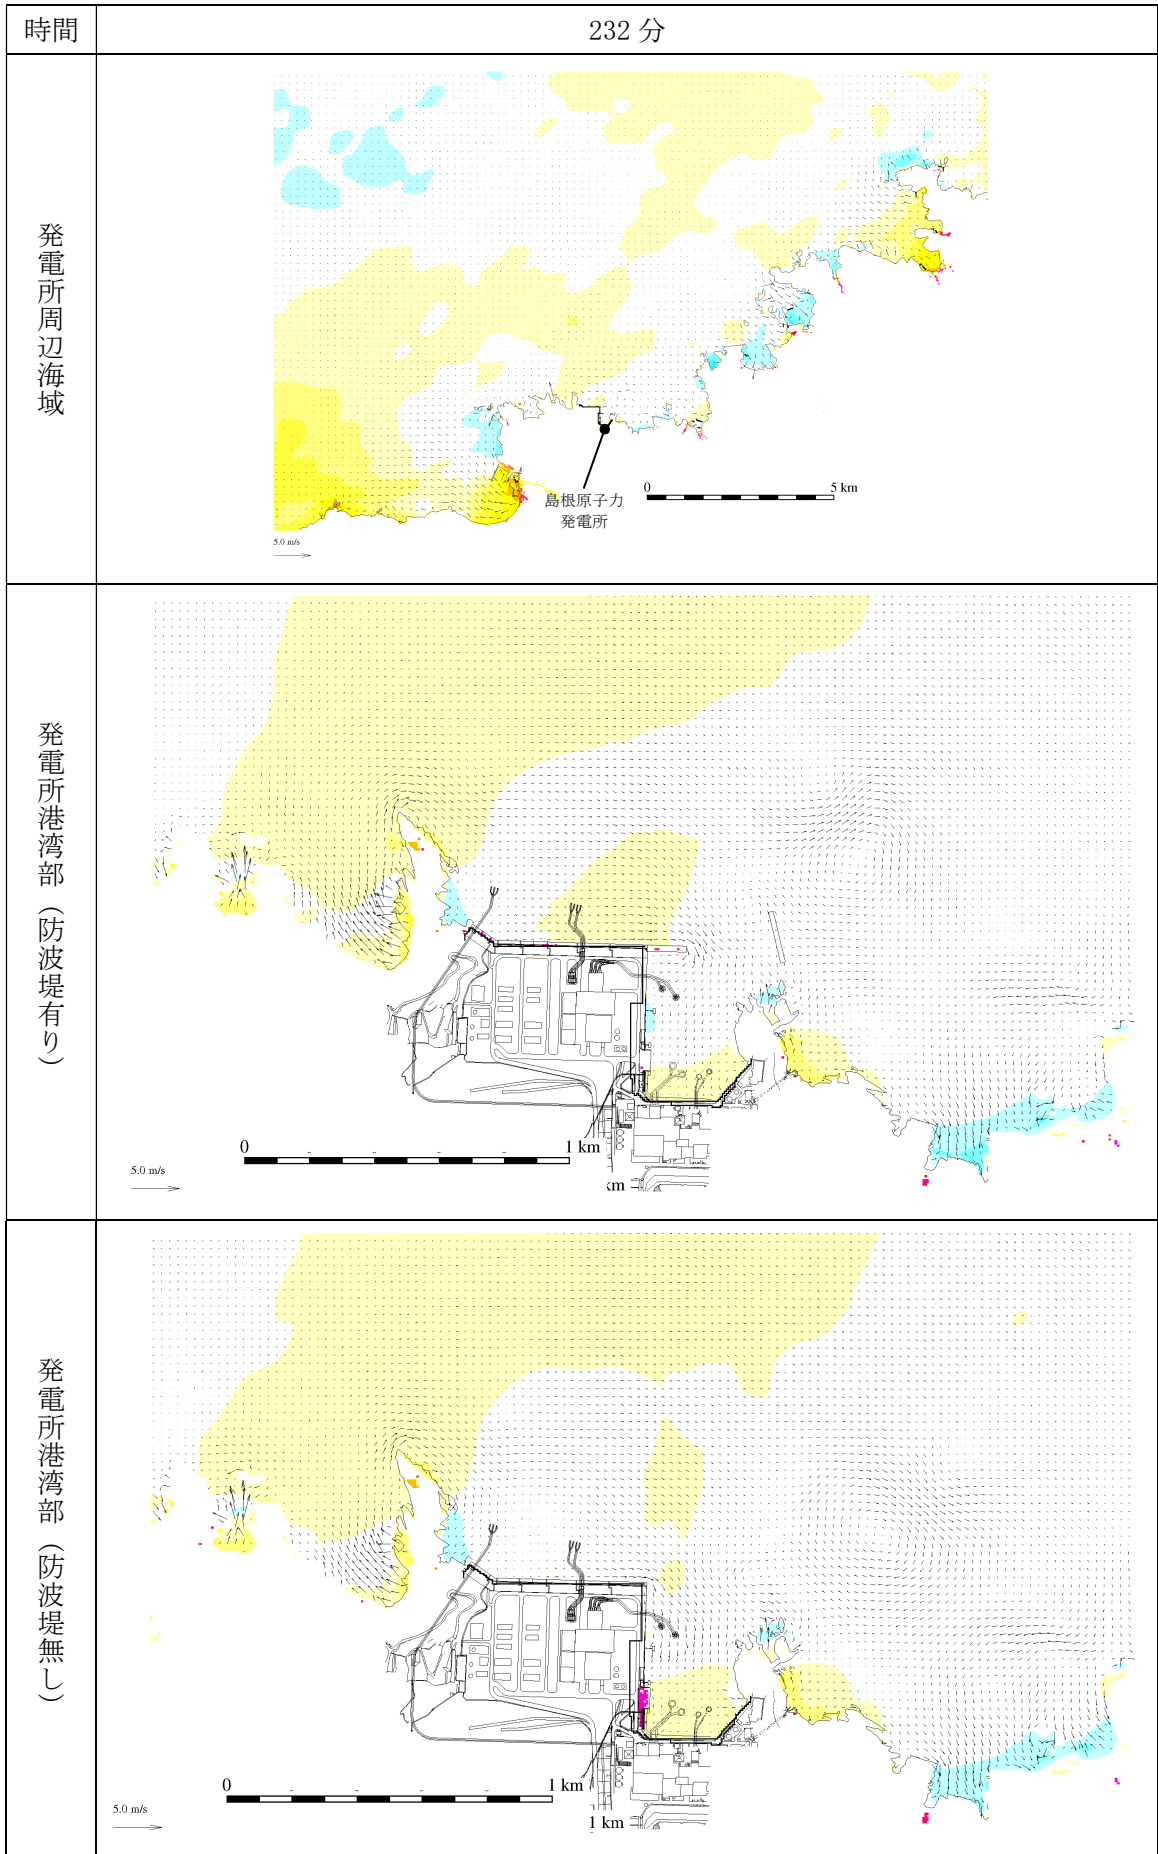 時間
232 分
発電所周辺海域
島根原子力
発電所
0
5 km
5.0 m/s
発電所港湾部（防波堤有り）
0
1 km
5.0 m/s
km
発電所港湾部（防波堤無し）
0
1 km
5.0 m/s
1 km